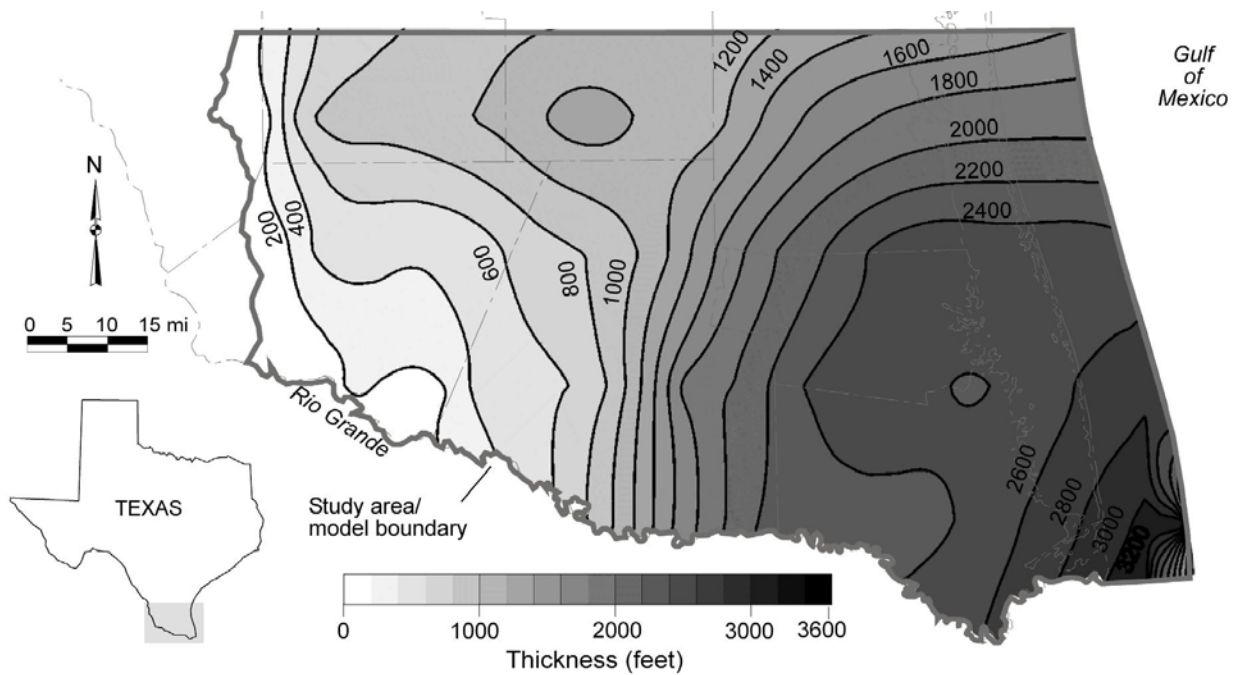 1200
1400
1600
1800
2000
2200
2400
Gulf
of
Mexico
N
200
400
600
800
1000
0 5 10 15 mi
Rio Grande
2600
2800
3000
3200
TEXAS
Study area/
model boundary
0 1000 2000 3000 3600
Thickness (feet)